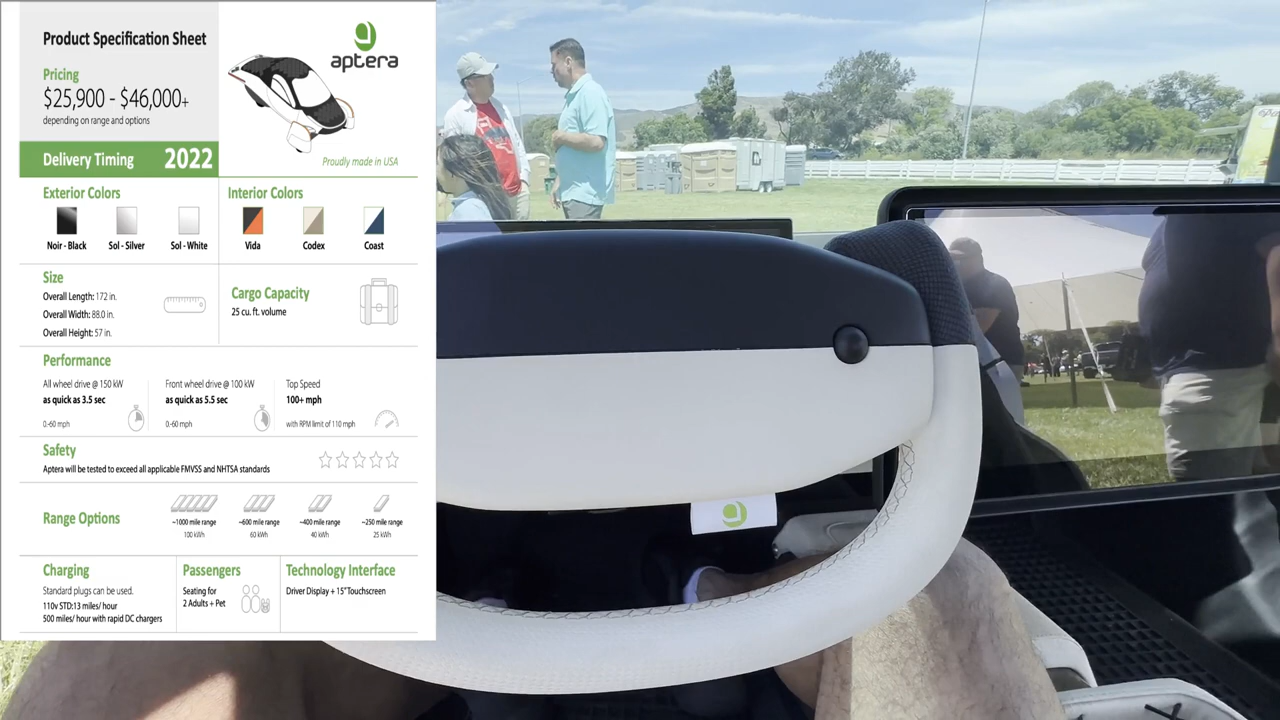 Product Specification Sheet
Pricing
$25,900 - $46,000+
depending on range and options
aptera
Delivery Timing 2022
Proudly made in USA
Exterior Colors
Noir - Black
Sol - Silver
Sol - White
Interior Colors
Vida
Codex
Coast
Size
Overall Length: 172 in.
Overall Width: 88.0 in.
Overall Height: 57 in.
Cargo Capacity
25 cu. ft. volume
Performance
All wheel drive @ 150 kW
as quick as 3.5 sec
0-60 mph
Front wheel drive @ 100 kW
as quick as 5.5 sec
0-60 mph
Top Speed
100+ mph
with RPM limit of 110 mph
Safety
Aptera will be tested to exceed all applicable FMVSS and NHTSA standards
Range Options
~1000 mile range
100 kWh
~600 mile range
60 kWh
~400 mile range
40 kWh
~250 mile range
25 kWh
Charging
Standard plugs can be used.
110v STD:13 miles/ hour
500 miles/ hour with rapid DC chargers
Passengers
Seating for
2 Adults + Pet
Technology Interface
Driver Display + 15" Touchscreen